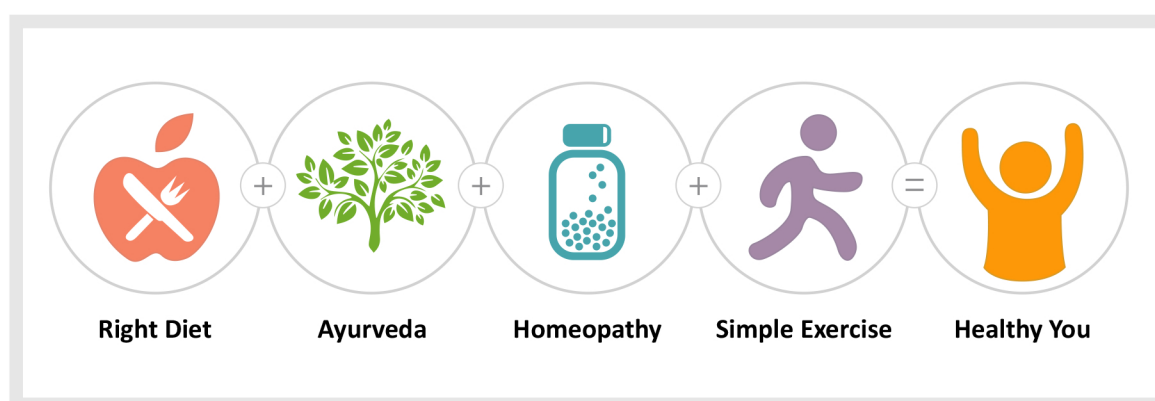 + + + =
Right Diet Ayurveda Homeopathy Simple Exercise Healthy You